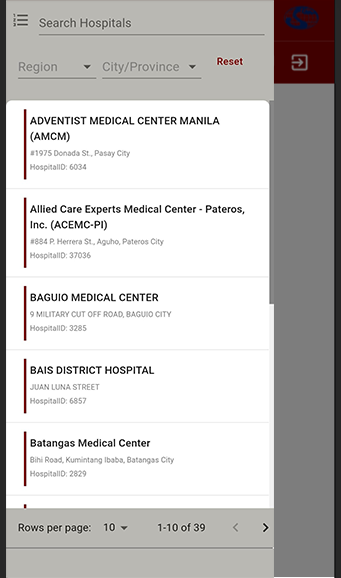 Search Hospitals
Region City/Province Reset
ADVENTIST MEDICAL CENTER MANILA
(AMCM)
#1975 Donada St., Pasay City
HospitalID: 6034
Allied Care Experts Medical Center - Pateros,
Inc. (ACEMC-PI)
#884 P. Herrera St., Aguho, Pateros City
HospitalID: 37036
BAGUIO MEDICAL CENTER
9 MILITARY CUT OFF ROAD, BAGUIO CITY
HospitalID: 3285
BAIS DISTRICT HOSPITAL
JUAN LUNA STREET
HospitalID: 6857
Batangas Medical Center
Bihi Road, Kumintang Ibaba, Batangas City
HospitalID: 2829
Rows per page: 10 1-10 of 39